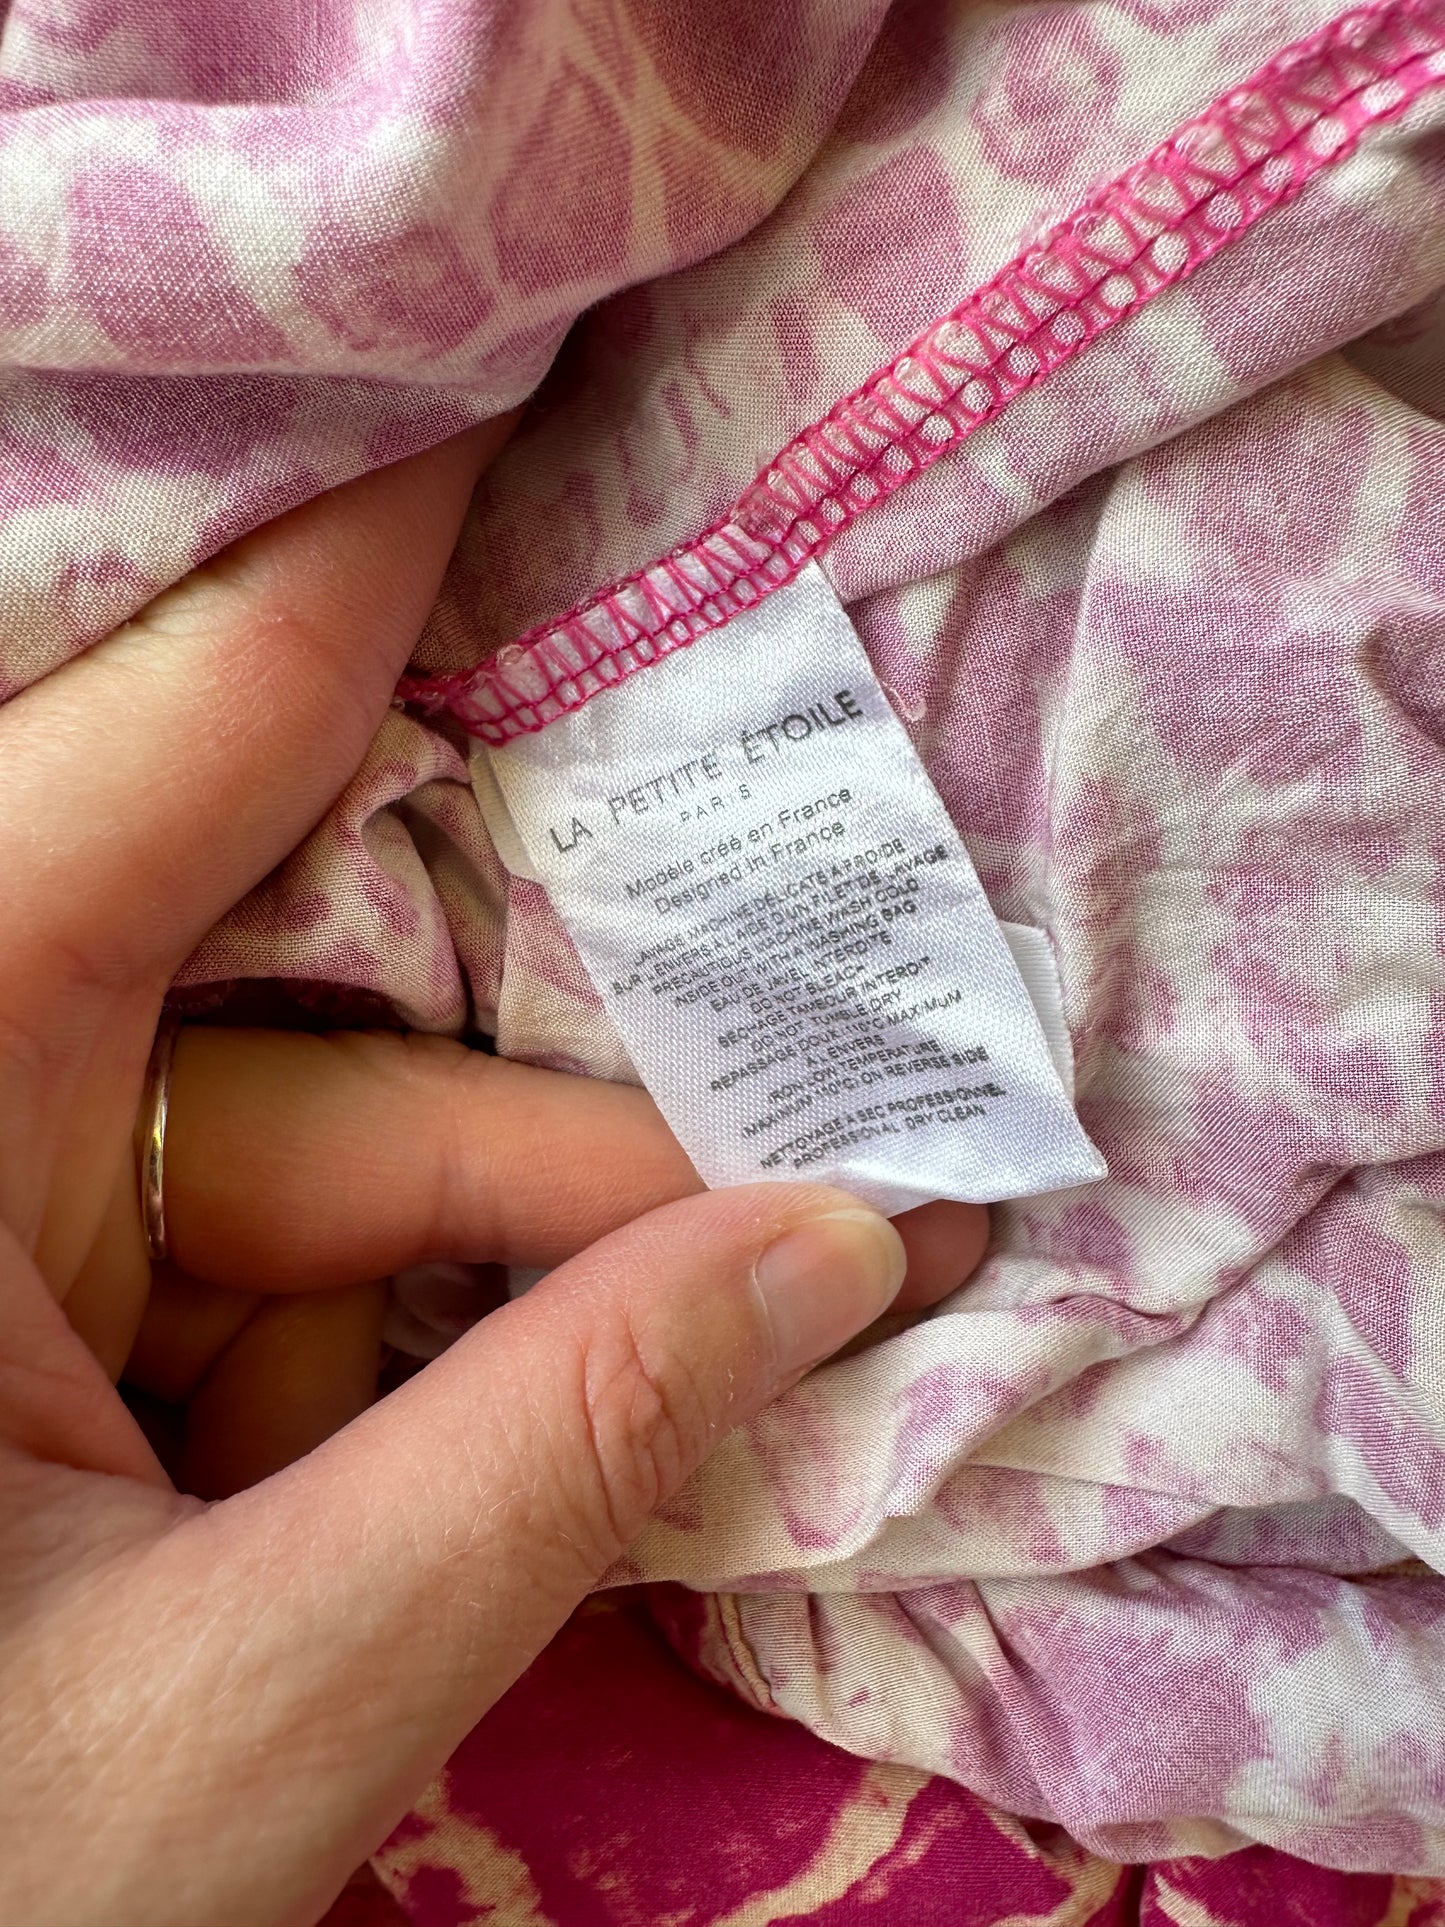 LA PETITE ÉTOILE
PARIS
Modèle créé en France
Designed in France
LAVAGE MACHINE DÉLICATE A FROIDE
SUR L'ENVERS A L'AIDE D'UN FILET DE LAVAGE
PRECAUTIOUS MACHINE WASH COLD
INSIDE OUT WITH A WASHING BAG
EAU DE JAVEL INTERDITE
DO NOT BLEACH
SÉCHAGE TAMBOUR INTERDIT
DO NOT TUMBLE DRY
REPASSAGE DOUX (110°C MAXIMUM
A L'ENVERS
IRON LOW TEMPERATURE
(MAXIMUM 110°C) ON REVERSE SIDE
NETTOYAGE A SEC PROFESSIONNEL
PROFESSIONAL DRY CLEAN